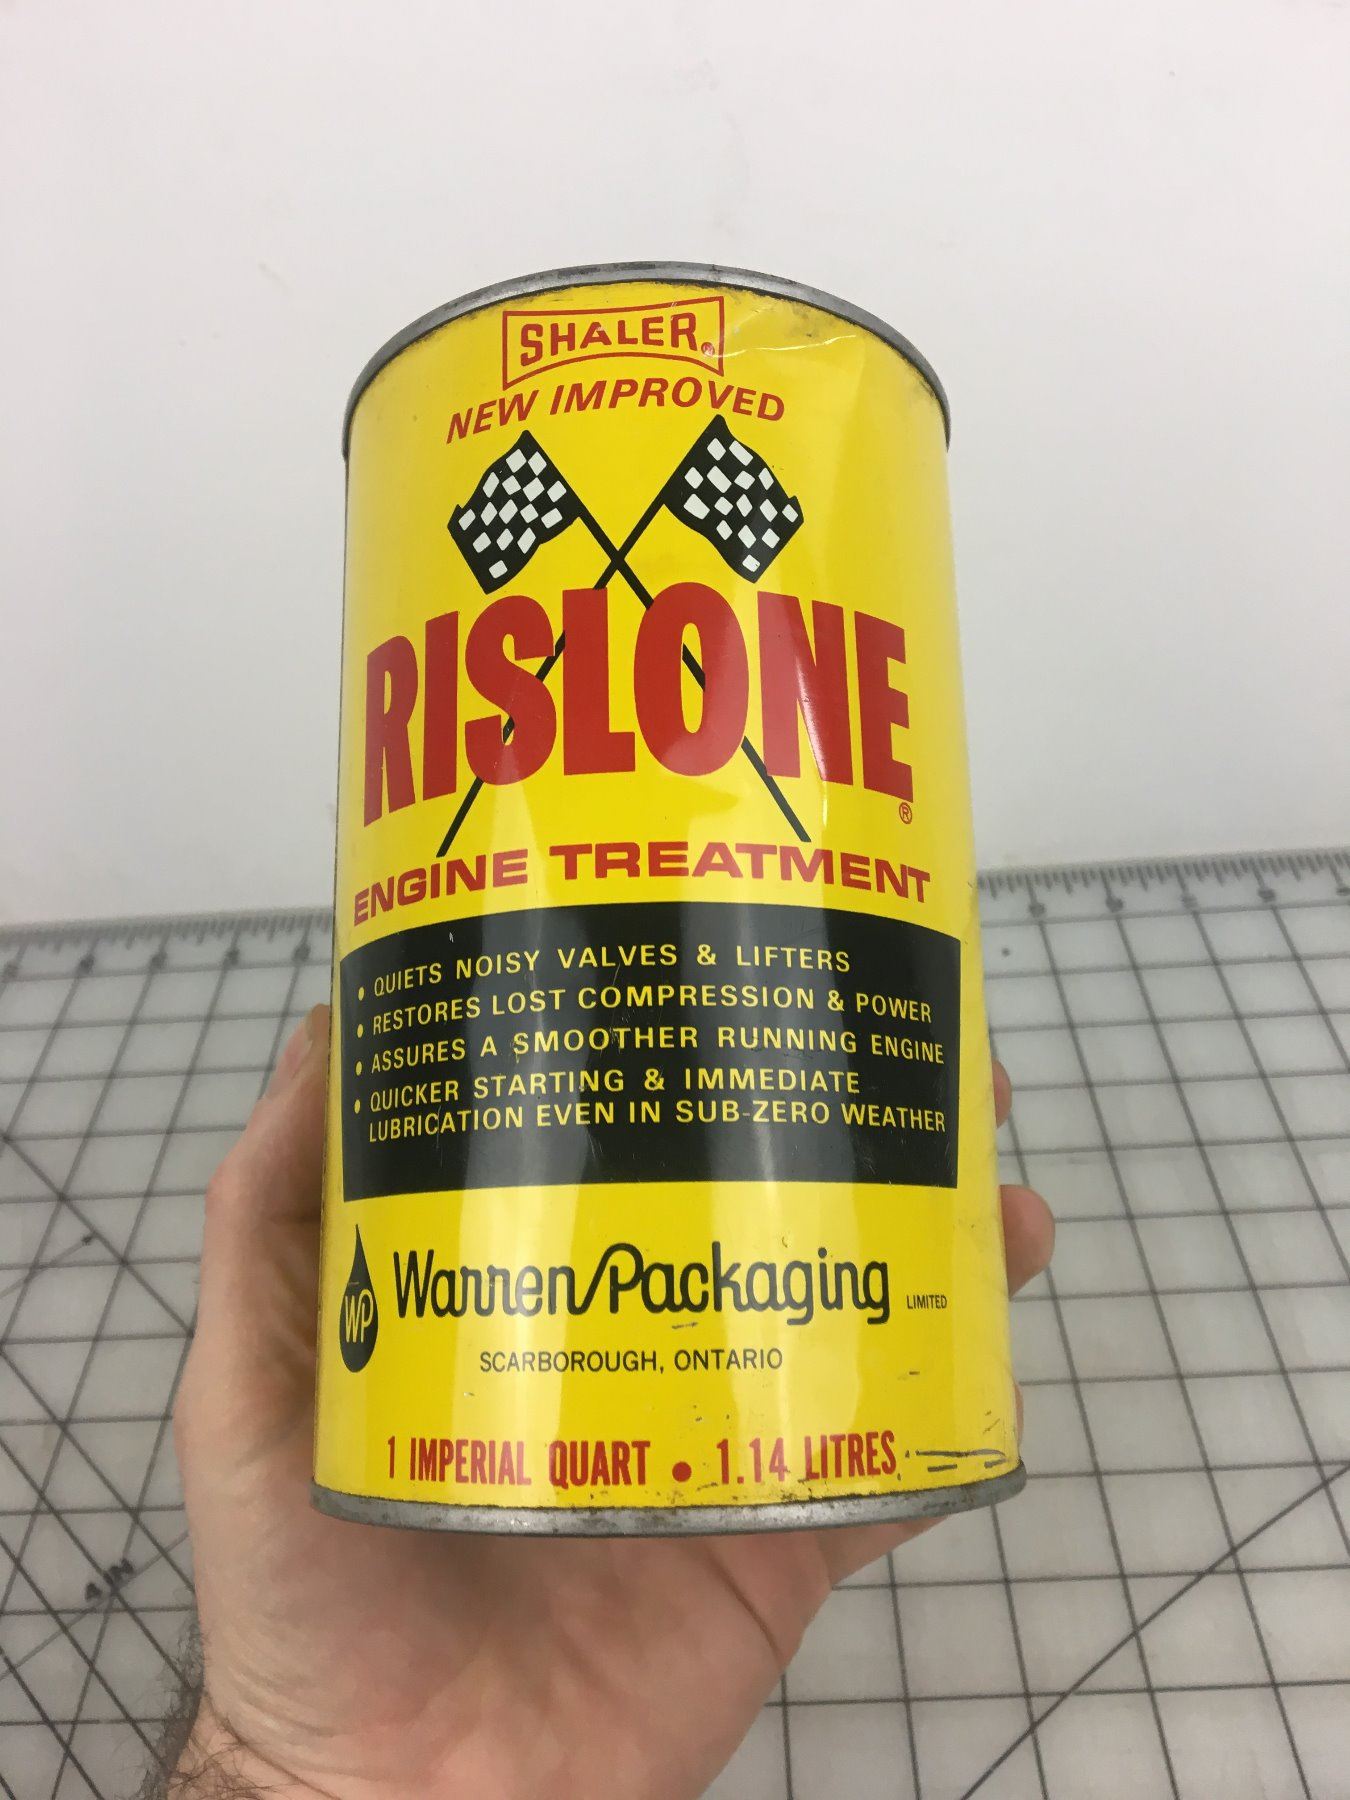 SHALER®
NEW IMPROVED
RISLONE®
ENGINE TREATMENT
• QUIETS NOISY VALVES & LIFTERS
• RESTORES LOST COMPRESSION & POWER
• ASSURES A SMOOTHER RUNNING ENGINE
• QUICKER STARTING & IMMEDIATE
LUBRICATION EVEN IN SUB-ZERO WEATHER
WP Warren Packaging LIMITED
SCARBOROUGH, ONTARIO
1 IMPERIAL QUART • 1.14 LITRES
4 IN